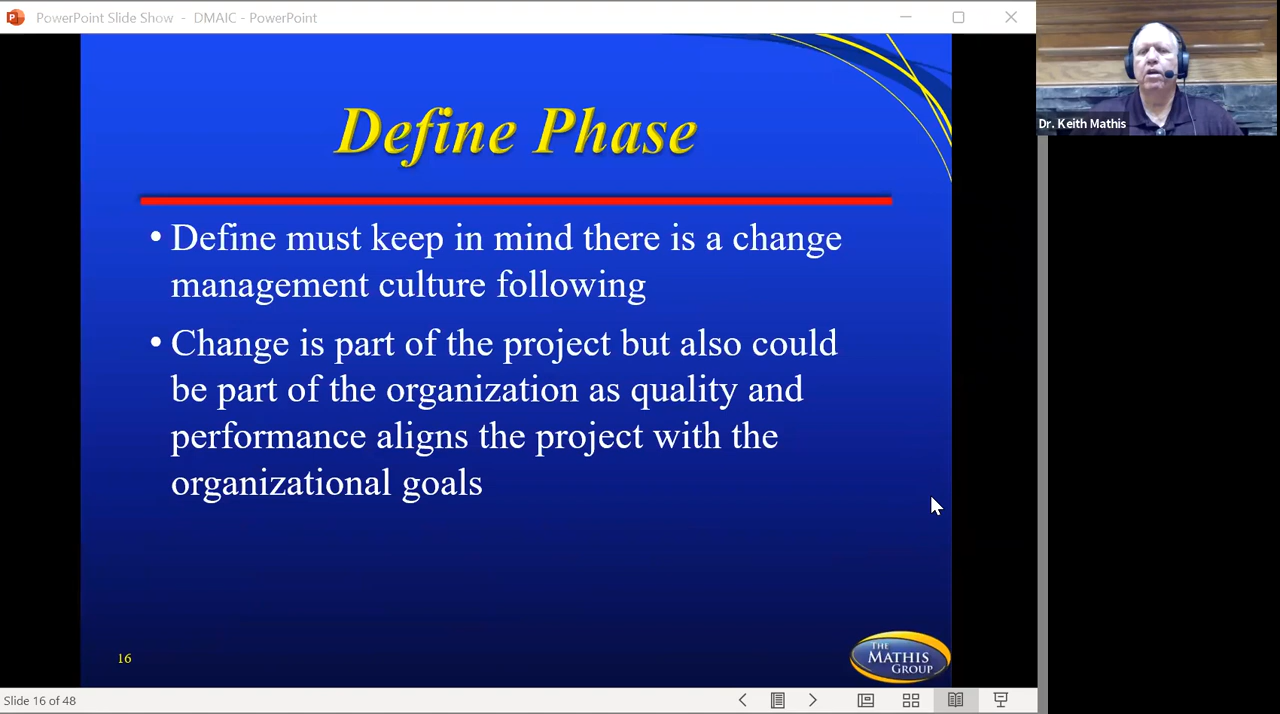 PowerPoint Slide Show - DMAIC - PowerPoint
Dr. Keith Mathis
Define Phase
• Define must keep in mind there is a change
management culture following
• Change is part of the project but also could
be part of the organization as quality and
performance aligns the project with the
organizational goals
16
THE
MATHIS
GROUP
Slide 16 of 48